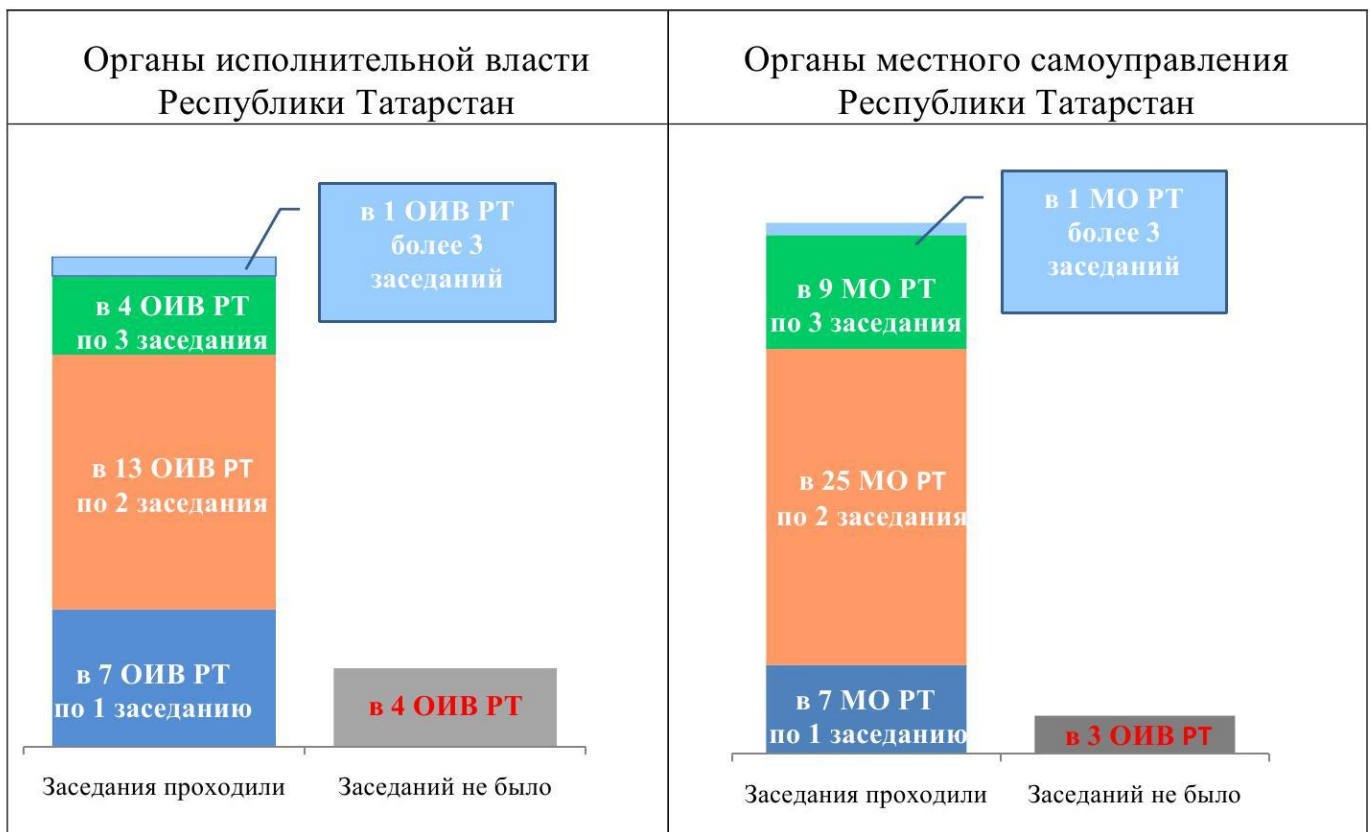 Органы исполнительной власти
Республики Татарстан
в 1 ОИВ РТ
более 3
заседаний
в 4 ОИВ РТ
по 3 заседания
в 13 ОИВ РТ
по 2 заседания
в 7 ОИВ РТ
по 1 заседанию
в 4 ОИВ РТ
Заседания проходили
Заседаний не было
Органы местного самоуправления
Республики Татарстан
в 1 МО РТ
более 3
заседаний
в 9 МО РТ
по 3 заседания
в 25 МО РТ
по 2 заседания
в 7 МО РТ
по 1 заседанию
в 3 ОИВ РТ
Заседания проходили
Заседаний не было